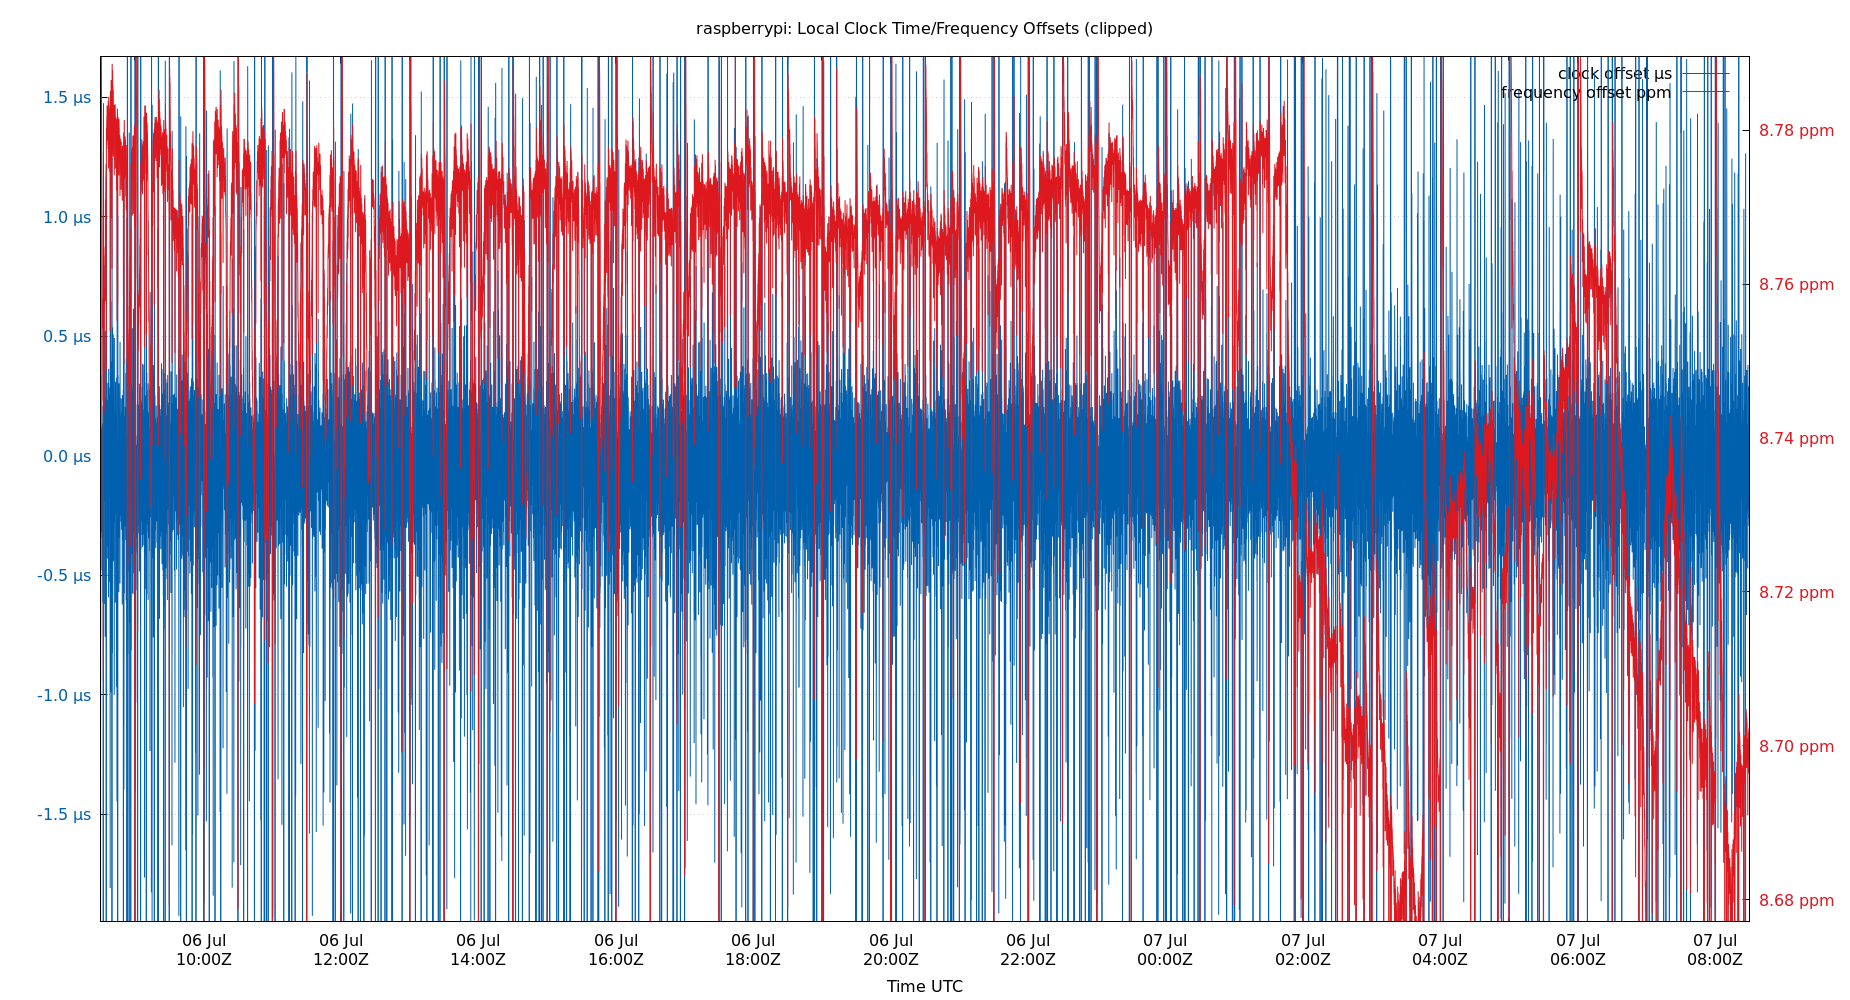 raspberrypi: Local Clock Time/Frequency Offsets (clipped)
clock offset µs
frequency offset ppm
1.5 µs
1.0 µs
0.5 µs
0.0 µs
-0.5 µs
-1.0 µs
-1.5 µs
8.78 ppm
8.76 ppm
8.74 ppm
8.72 ppm
8.70 ppm
8.68 ppm
06 Jul 06 Jul 06 Jul 06 Jul 06 Jul 06 Jul 06 Jul 07 Jul 07 Jul 07 Jul 07 Jul 07 Jul
10:00Z 12:00Z 14:00Z 16:00Z 18:00Z 20:00Z 22:00Z 00:00Z 02:00Z 04:00Z 06:00Z 08:00Z
Time UTC